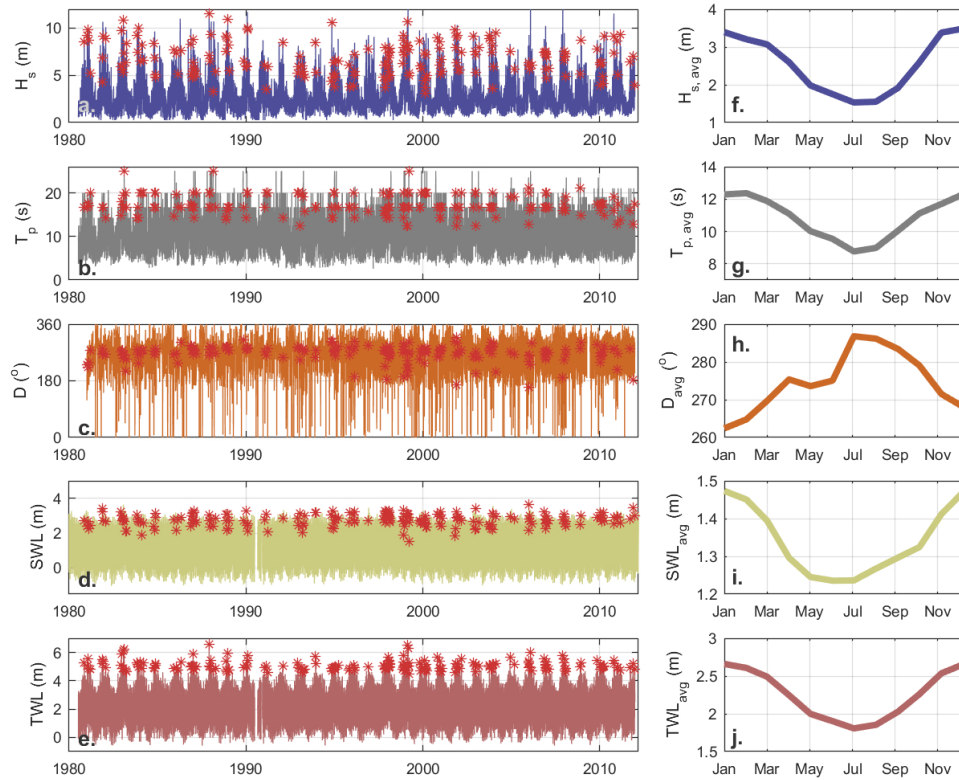 10
5
0
H_s (m)
a.
1980
1990
2000
2010
4
3
2
1
H_s, avg (m)
f.
Jan Mar May Jul Sep Nov
20
10
0
T_p (s)
b.
1980
1990
2000
2010
14
12
10
8
T_p, avg (s)
g.
Jan Mar May Jul Sep Nov
360
180
0
D (°)
c.
1980
1990
2000
2010
290
280
270
260
D_avg (°)
h.
Jan Mar May Jul Sep Nov
4
2
0
SWL (m)
d.
1980
1990
2000
2010
1.5
1.4
1.3
1.2
SWL_avg (m)
i.
Jan Mar May Jul Sep Nov
6
4
2
0
TWL (m)
e.
1980
1990
2000
2010
3
2.5
2
1.5
TWL_avg (m)
j.
Jan Mar May Jul Sep Nov